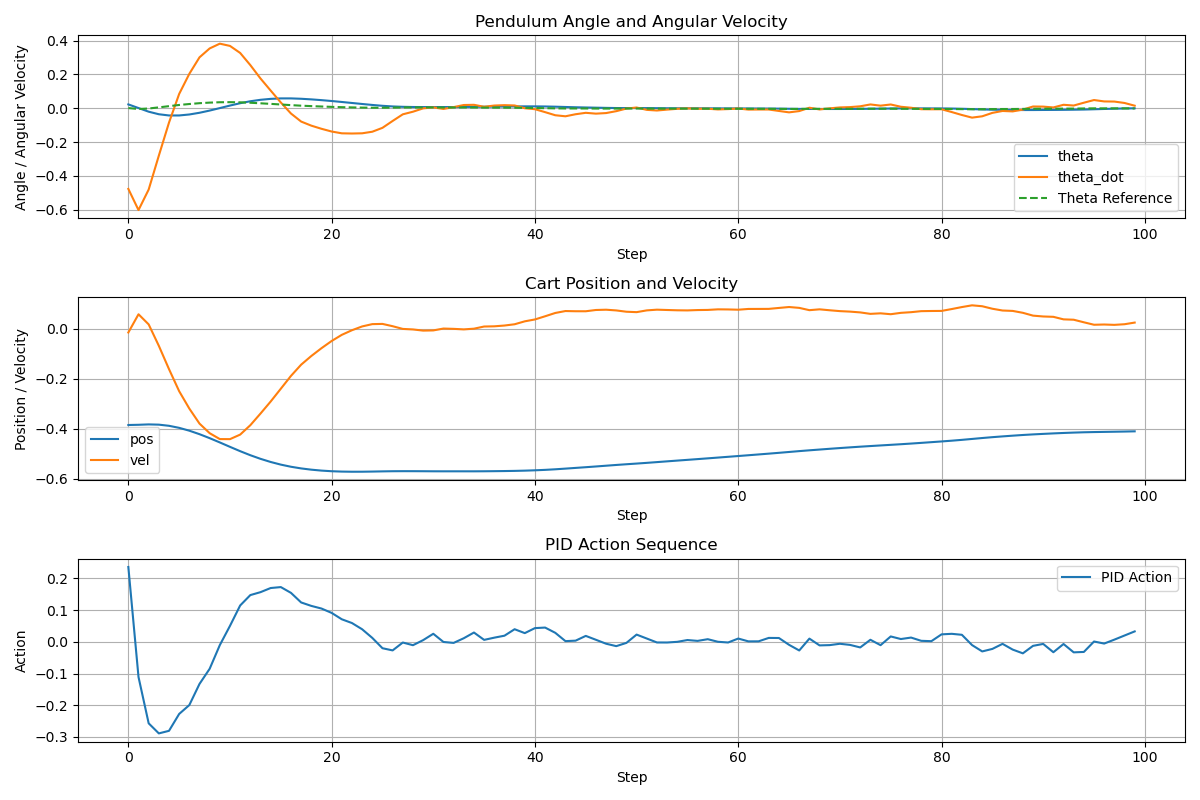 Pendulum Angle and Angular Velocity
Angle / Angular Velocity
0.4
0.2
0.0
−0.2
−0.4
−0.6
theta
theta_dot
Theta Reference
0 20 40 60 80 100
Step
Cart Position and Velocity
Position / Velocity
0.0
−0.2
−0.4
−0.6
pos
vel
0 20 40 60 80 100
Step
PID Action Sequence
Action
0.2
0.1
0.0
−0.1
−0.2
−0.3
PID Action
0 20 40 60 80 100
Step